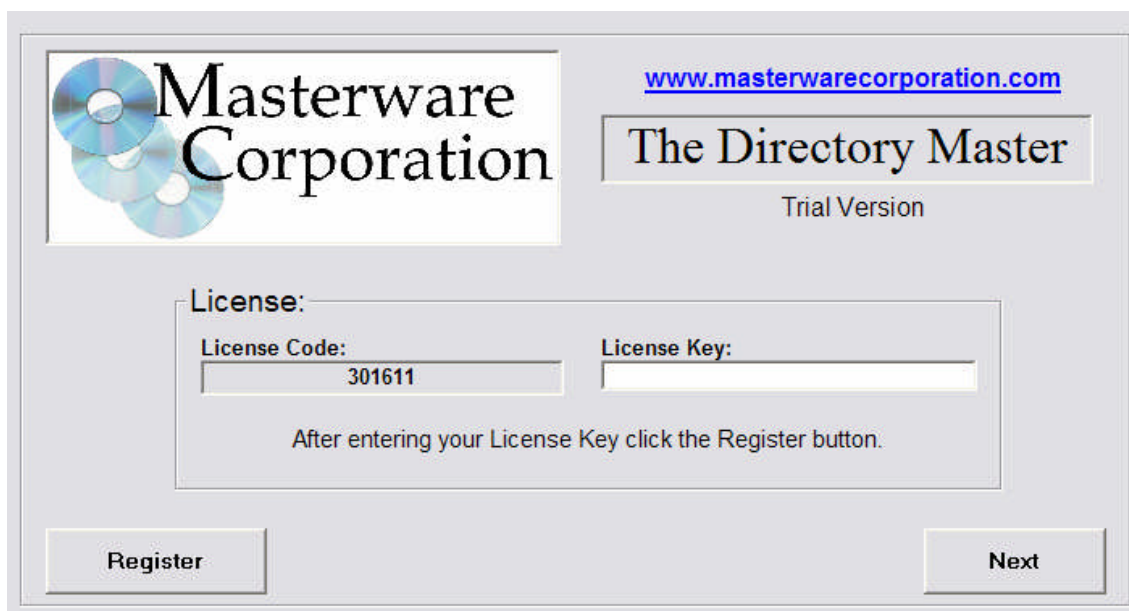 Masterware
Corporation
www.masterwarecorporation.com
The Directory Master
Trial Version
License:
License Code:
License Key:
301611
After entering your License Key click the Register button.
Register
Next